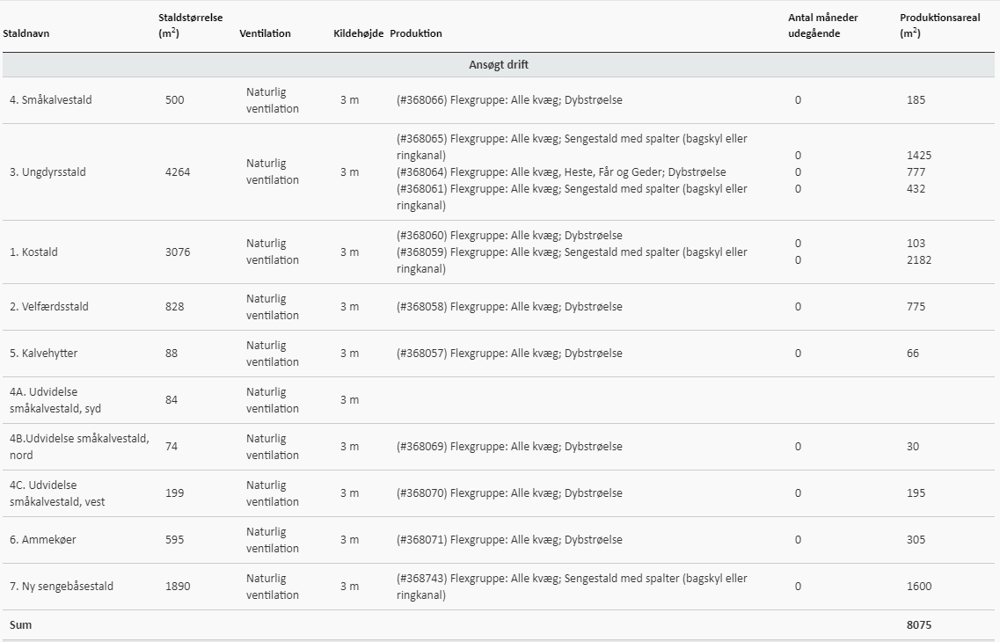 Staldnavn Staldstørrelse (m²) Ventilation Kildehøjde Produktion Antal måneder udegående Produktionsareal (m²)
Ansøgt drift
4. Småkalvestald 500 Naturlig ventilation 3 m (#368066) Flexgruppe: Alle kvæg; Dybstrøelse 0 185
3. Ungdyrsstald 4264 Naturlig ventilation 3 m
(#368065) Flexgruppe: Alle kvæg; Sengestald med spalter (bagskyl eller
ringkanal) 0 1425
(#368064) Flexgruppe: Alle kvæg, Heste, Får og Geder; Dybstrøelse 0 777
(#368061) Flexgruppe: Alle kvæg; Sengestald med spalter (bagskyl eller 0 432
ringkanal)
1. Kostald 3076 Naturlig ventilation 3 m
(#368060) Flexgruppe: Alle kvæg; Dybstrøelse 0 103
(#368059) Flexgruppe: Alle kvæg; Sengestald med spalter (bagskyl eller 0 2182
ringkanal)
2. Velfærdsstald 828 Naturlig ventilation 3 m (#368058) Flexgruppe: Alle kvæg; Dybstrøelse 0 775
5. Kalvehytter 88 Naturlig ventilation 3 m (#368057) Flexgruppe: Alle kvæg; Dybstrøelse 0 66
4A. Udvidelse småkalvestald, syd 84 Naturlig ventilation 3 m
4B.Udvidelse småkalvestald, nord 74 Naturlig ventilation 3 m (#368069) Flexgruppe: Alle kvæg; Dybstrøelse 0 30
4C. Udvidelse småkalvestald, vest 199 Naturlig ventilation 3 m (#368070) Flexgruppe: Alle kvæg; Dybstrøelse 0 195
6. Ammekøer 595 Naturlig ventilation 3 m (#368071) Flexgruppe: Alle kvæg; Dybstrøelse 0 305
7. Ny sengebåsestald 1890 Naturlig ventilation 3 m (#368743) Flexgruppe: Alle kvæg; Sengestald med spalter (bagskyl eller
ringkanal) 0 1600
Sum 8075